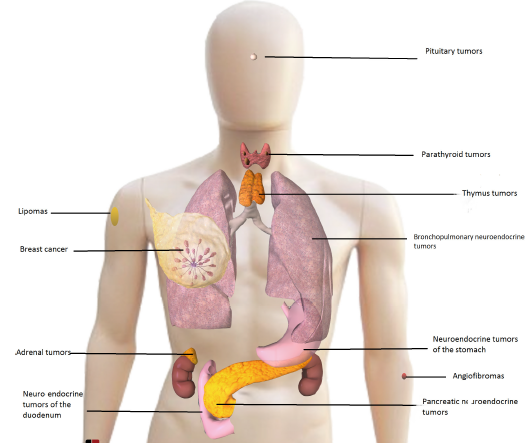 Pituitary tumors
Parathyroid tumors
Thymus tumors
Lipomas
Bronchopulmonary neuroendocrine
tumors
Breast cancer
Neuroendocrine tumors
of the stomach
Adrenal tumors
Angiofibromas
Neuro endocrine
tumors of the
duodenum
Pancreatic neuroendocrine
tumors